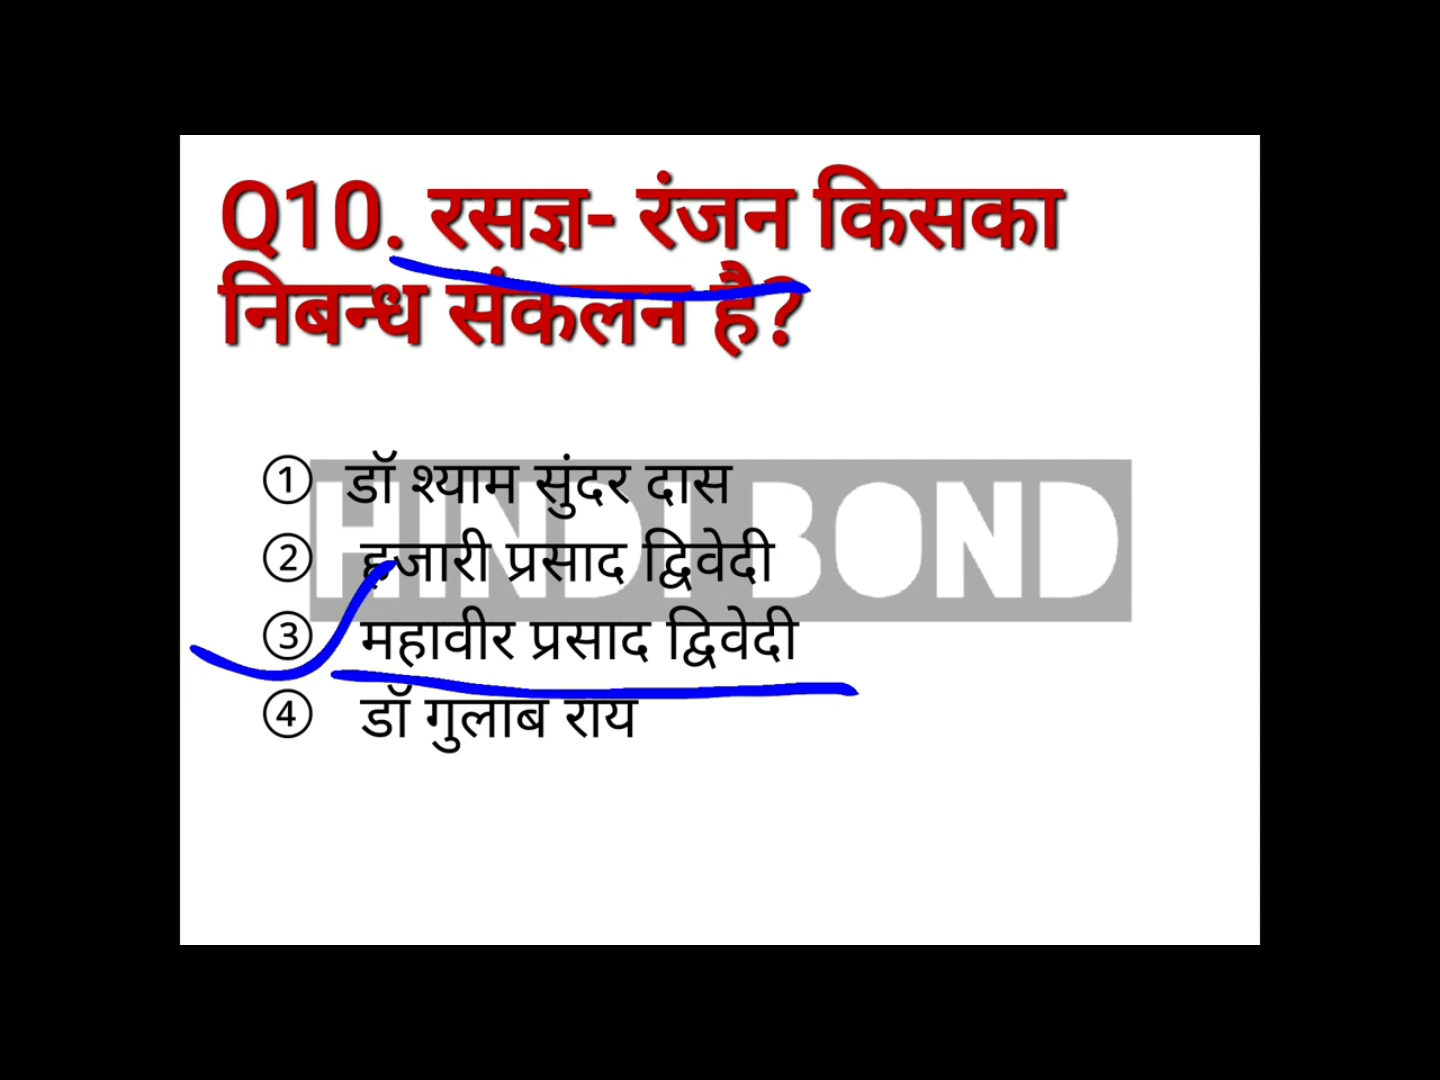 Q10. रसज्ञ- रंजन किसका
निबन्ध संकलन है?
HINDI BOND
① डॉ श्याम सुंदर दास
② हजारी प्रसाद द्विवेदी
③ महावीर प्रसाद द्विवेदी
④ डॉ गुलाब राय